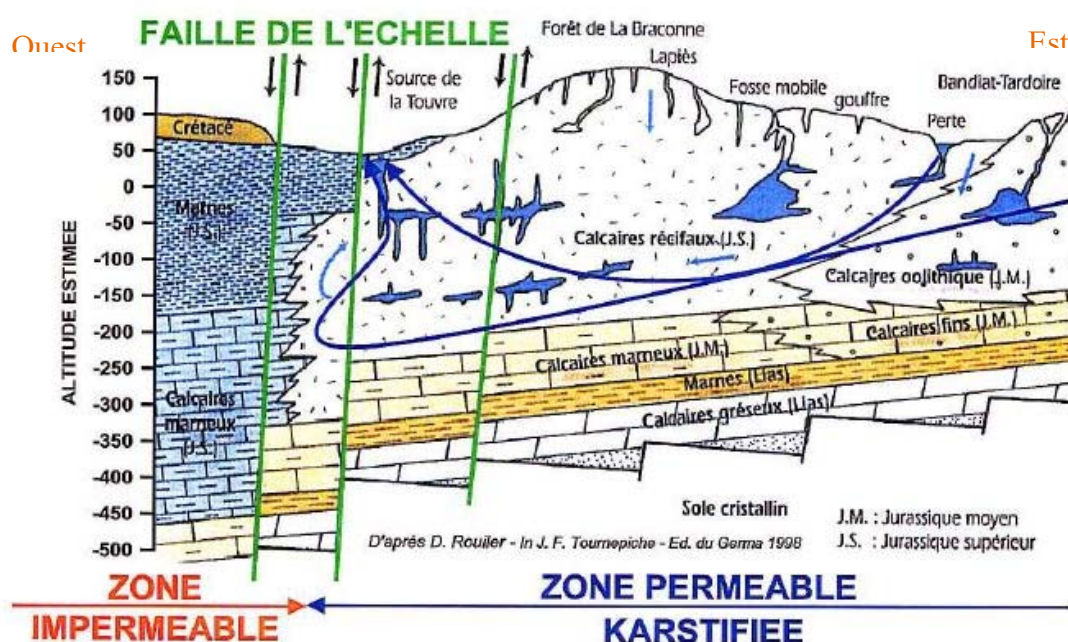 FAILLE DE L'ECHELLE
Ouest
Est
Forêt de La Braconne
Lapiès
Source de
la Touvre
Fosse mobile
gouffre
Bandiat-Tardoire
Perte
ALTITUDE ESTIMEE
150
100
50
0
-50
-100
-150
-200
-250
-300
-350
-400
-450
-500
Crétacé
Marnes
(J.S.)
Calcaires
marneux
(J.S.)
Calcaires récifaux (J.S.)
Calcaires oolithique (J.M.)
Calcaires fins (J.M.)
Calcaires marneux (J.M.)
Marnes (Lias)
Calcaires gréseux (Lias)
Sole cristallin
J.M. : Jurassique moyen
J.S. : Jurassique supérieur
D'après D. Rouiler - In J. F. Tournepiche - Ed. du Germa 1998
ZONE
IMPERMEABLE
ZONE PERMEABLE
KARSTIFIEE